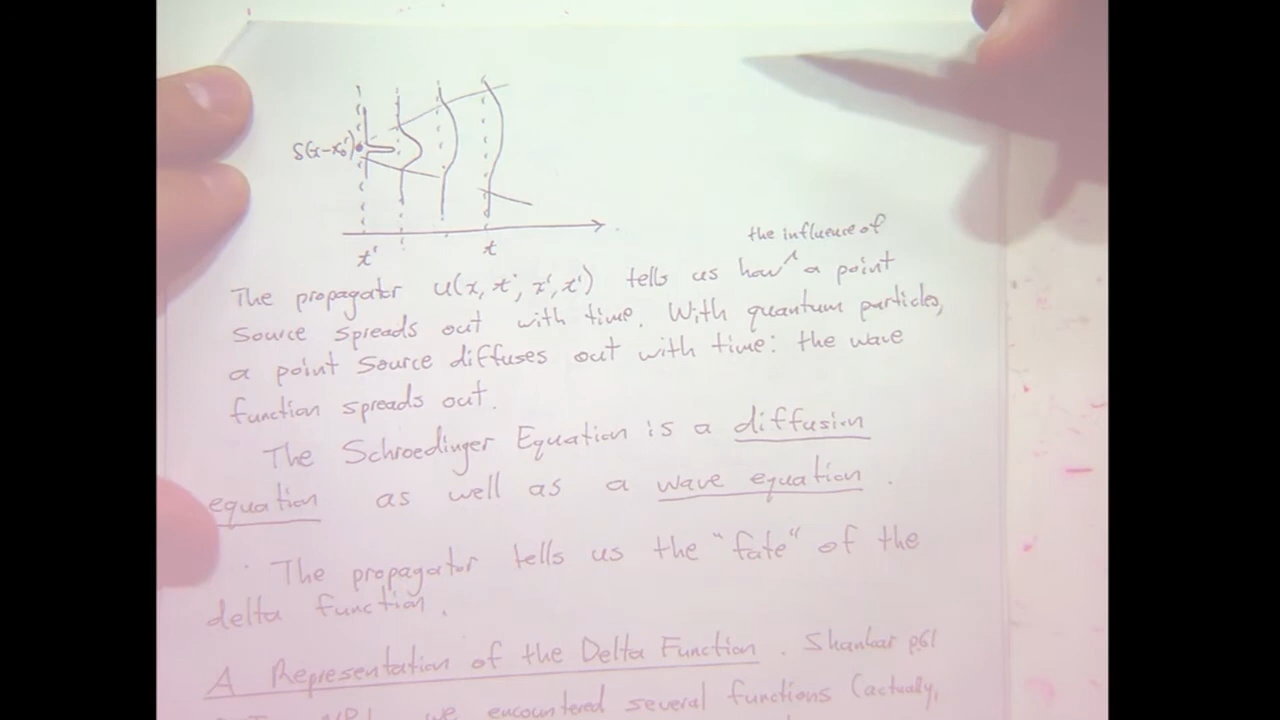 δ(x-x₀')
t'
t
the influence of
The propagator U(x, t; x', t') tells us how ^ a point
source spreads out with time. With quantum particles,
a point source diffuses out with time: the wave
function spreads out.
The Schroedinger Equation is a diffusion
equation as well as a wave equation.
The propagator tells us the "fate" of the
delta function.
A Representation of the Delta Function. Shankar p61
we encountered several functions (actually,